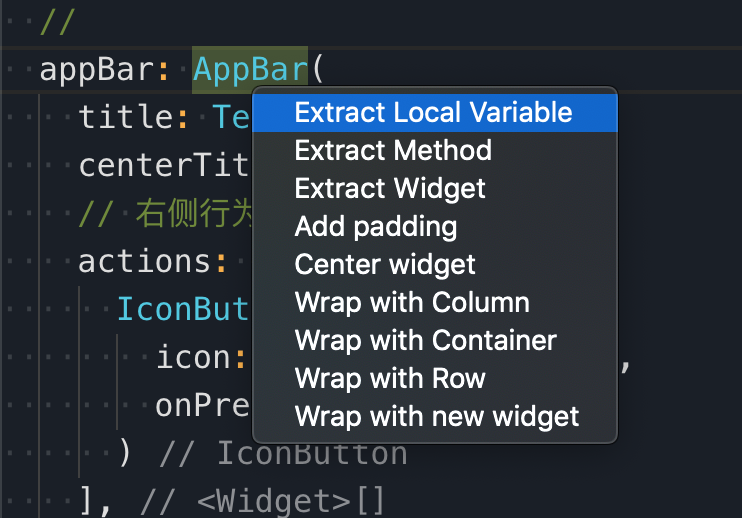 //
appBar: AppBar(
title: Te
centerTit
// 右侧行为
actions:
IconBut
icon: ,
onPre
) // IconButton
], // <Widget>[]
Extract Local Variable
Extract Method
Extract Widget
Add padding
Center widget
Wrap with Column
Wrap with Container
Wrap with Row
Wrap with new widget